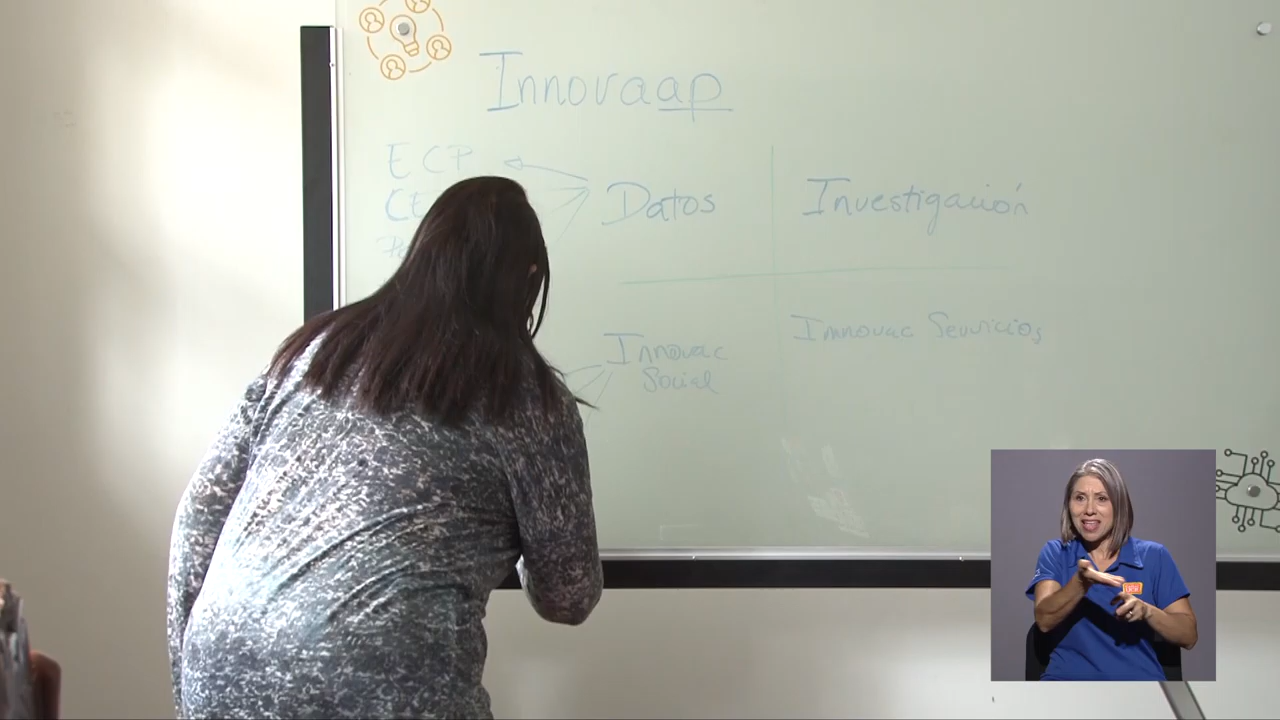 Innovaap
ECP
Datos
Investigación
Innovac
Social
Innovac Servicios